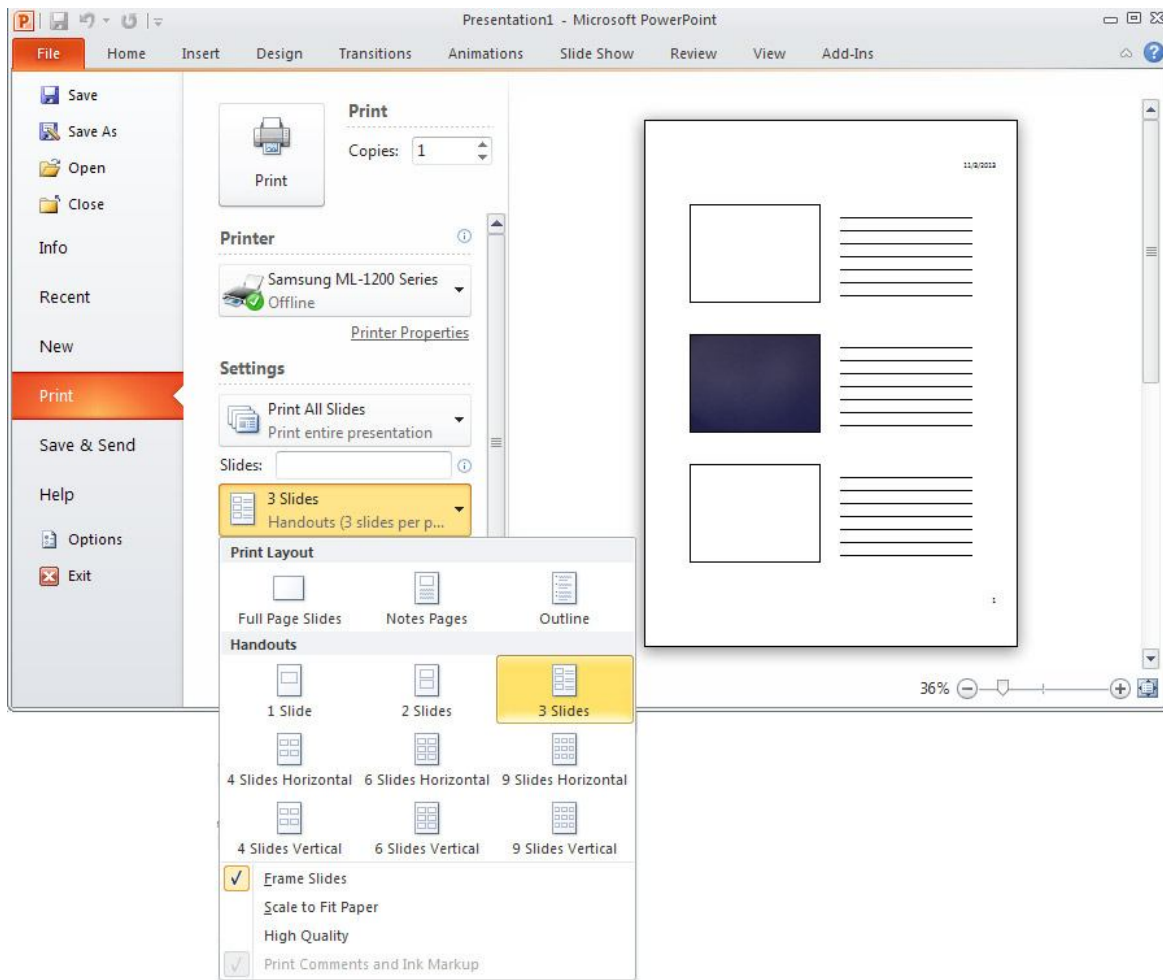 Presentation1 - Microsoft PowerPoint
File Home Insert Design Transitions Animations Slide Show Review View Add-Ins
Save
Save As
Open
Close
Info
Recent
New
Print
Save & Send
Help
Options
Exit
Print
Print
Copies: 1
Printer
Samsung ML-1200 Series
Offline
Printer Properties
Settings
Print All Slides
Print entire presentation
Slides:
3 Slides
Handouts (3 slides per p...
Print Layout
Full Page Slides Notes Pages Outline
Handouts
1 Slide 2 Slides 3 Slides
4 Slides Horizontal 6 Slides Horizontal 9 Slides Horizontal
4 Slides Vertical 6 Slides Vertical 9 Slides Vertical
Frame Slides
Scale to Fit Paper
High Quality
Print Comments and Ink Markup
1
36%